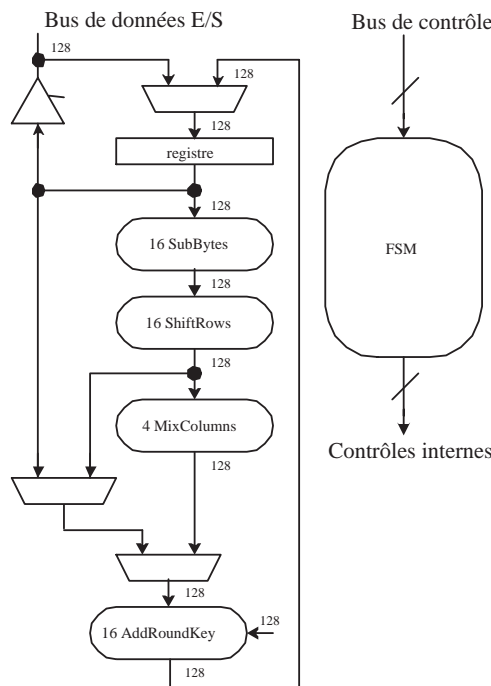 Bus de données E/S
Bus de contrôle
128
128
128
registre
128
16 SubBytes
FSM
128
16 ShiftRows
128
4 MixColumns
Contrôles internes
128
128
128
16 AddRoundKey
128